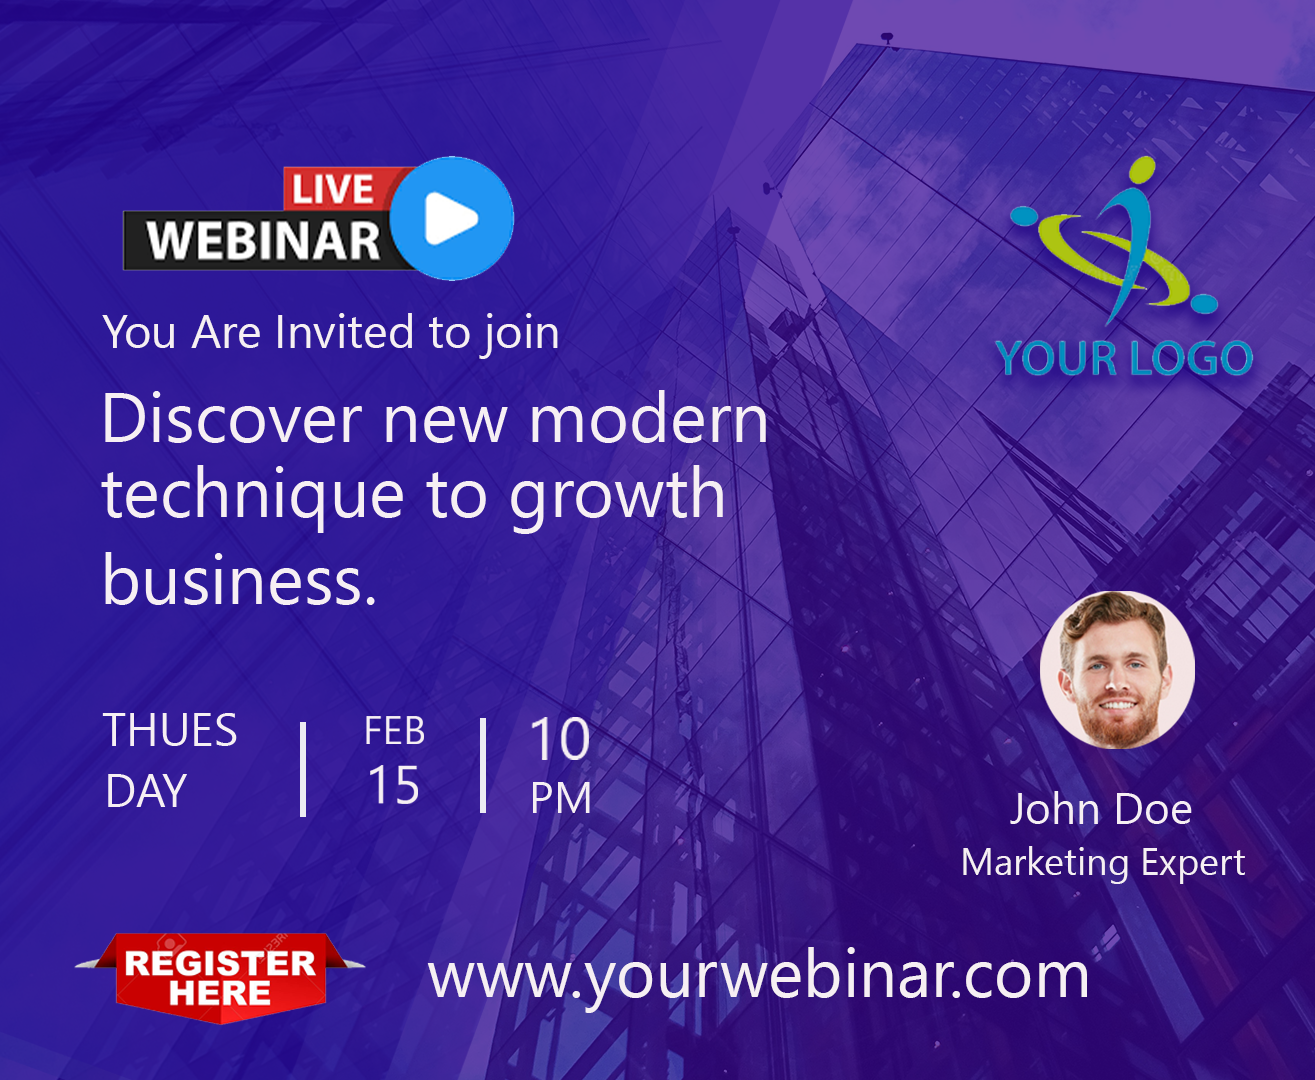 LIVE
WEBINAR
YOUR LOGO
You Are Invited to join
Discover new modern
technique to growth
business.
THUES
DAY
FEB
15
10
PM
John Doe
Marketing Expert
REGISTER
HERE
www.yourwebinar.com